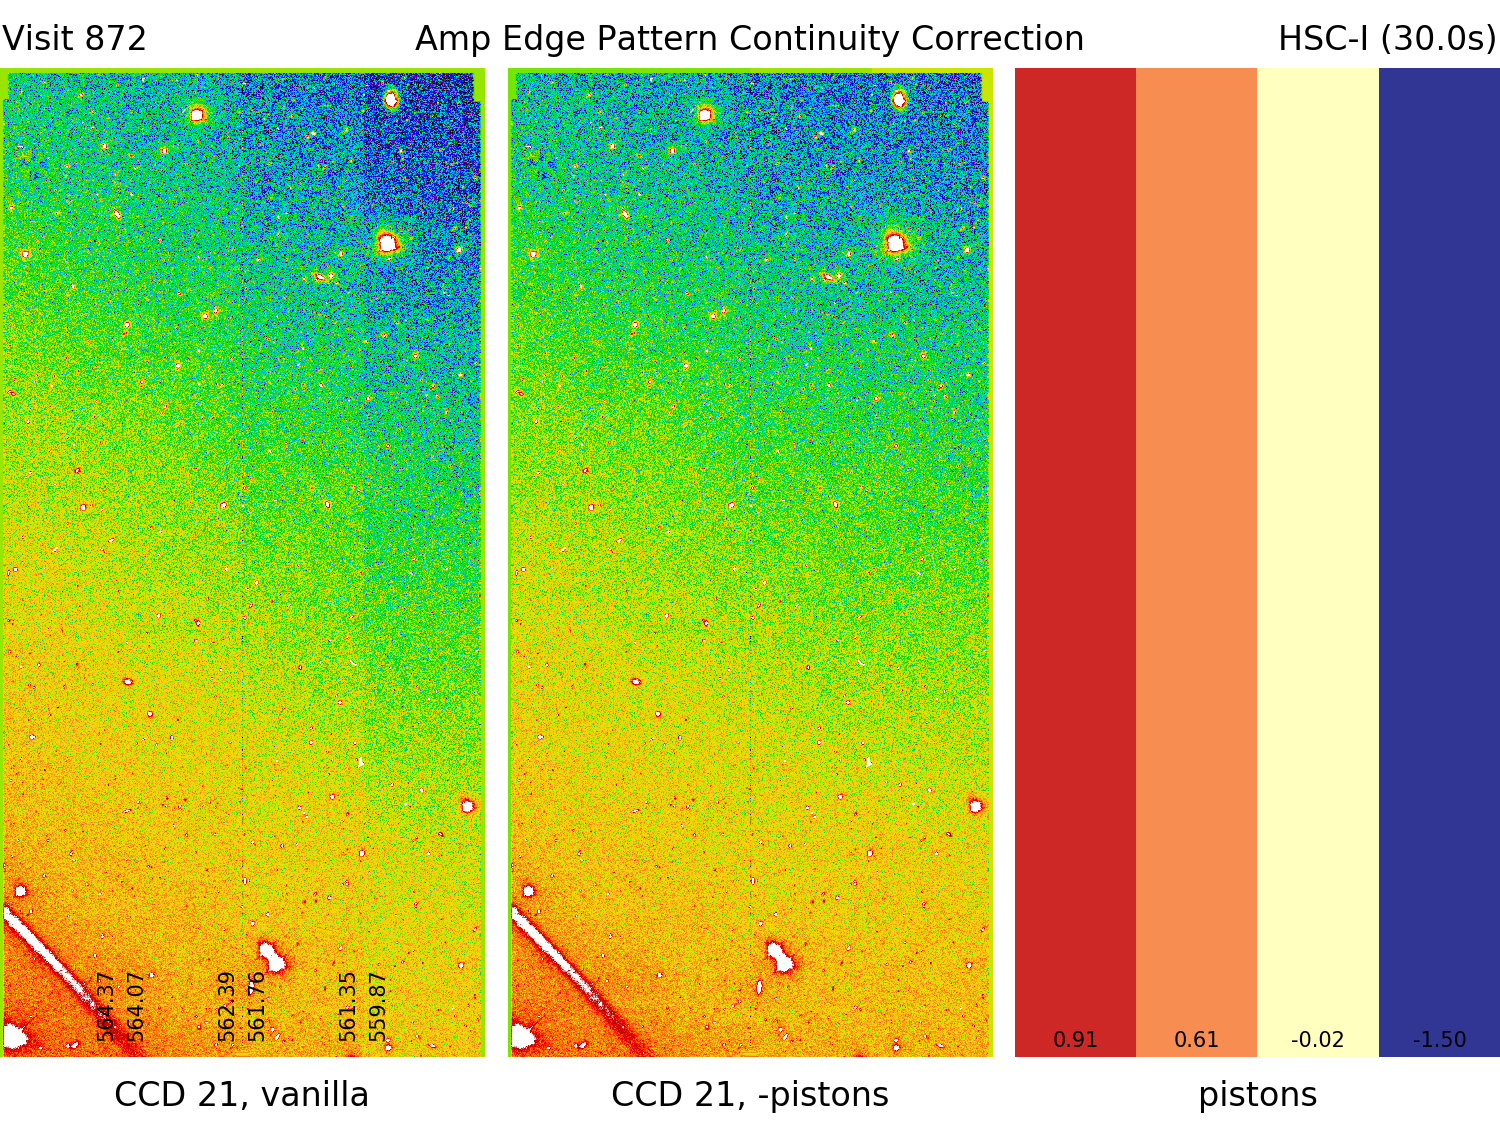 Visit 872 Amp Edge Pattern Continuity Correction HSC-I (30.0s)
564.37
564.07
562.39
561.76
561.35
559.87
0.91 0.61 -0.02 -1.50
CCD 21, vanilla CCD 21, -pistons pistons